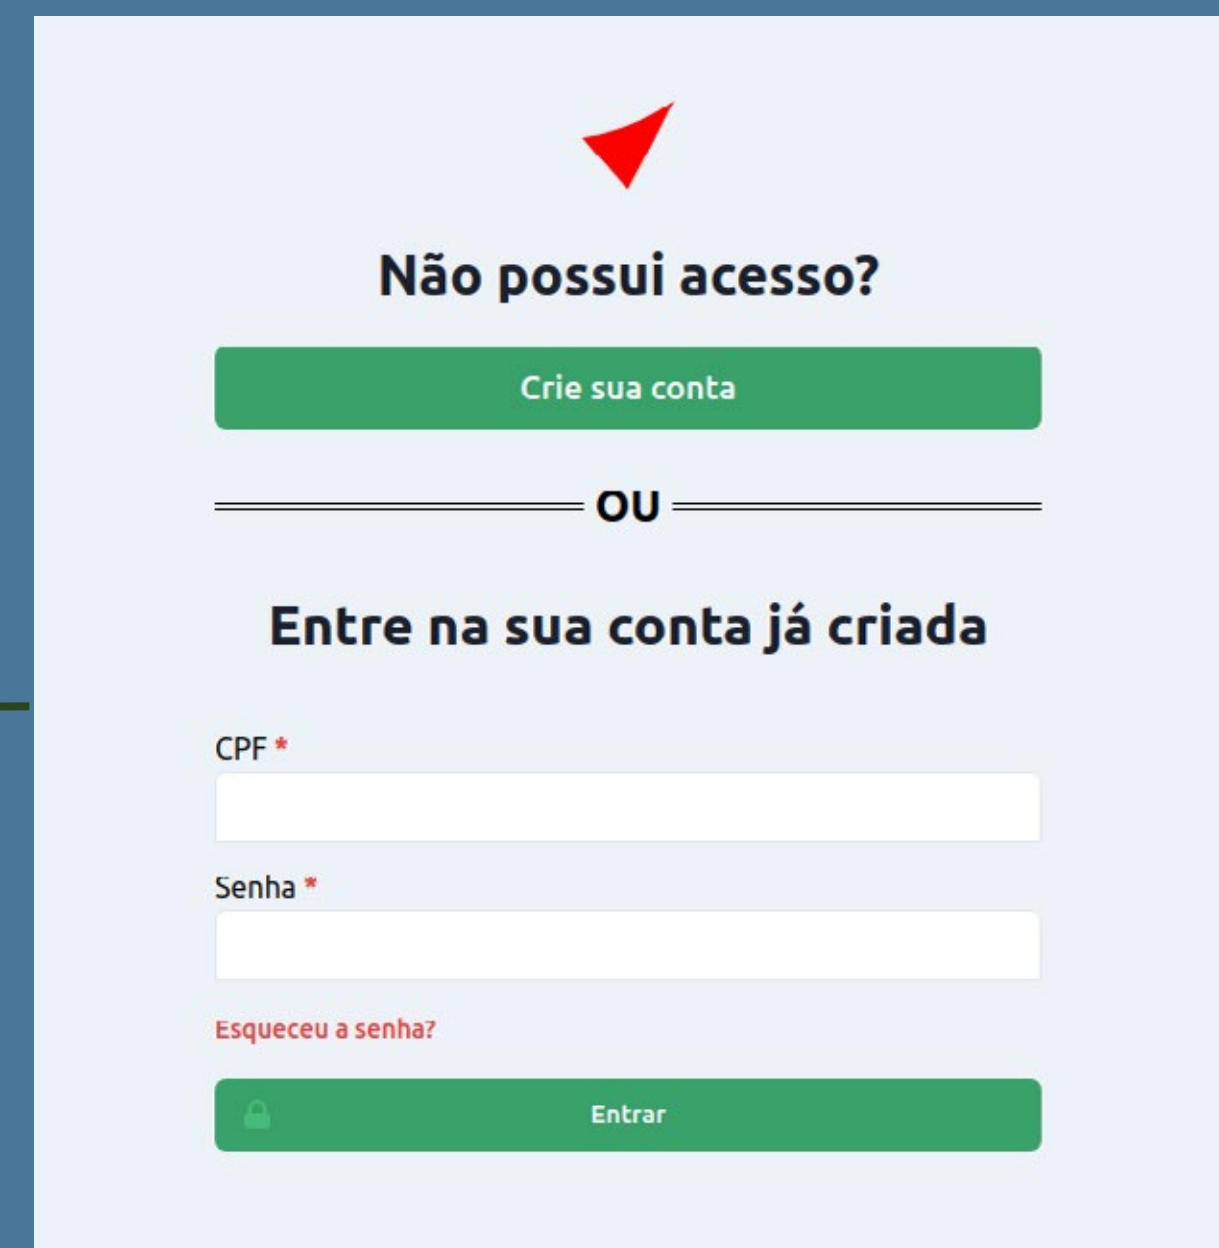 Não possui acesso?
Crie sua conta
OU
Entre na sua conta já criada
CPF *
Senha *
Esqueceu a senha?
Entrar